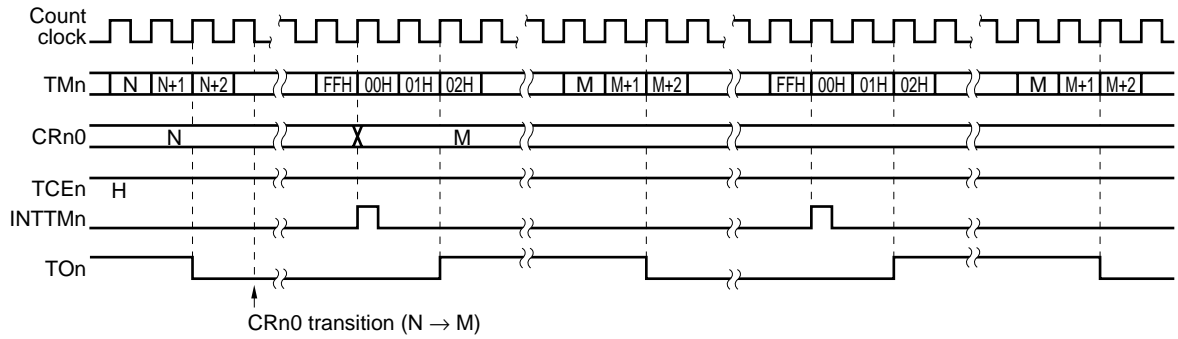 Count
clock
TMn N N+1 N+2 FFH 00H 01H 02H M M+1 M+2 FFH 00H 01H 02H M M+1 M+2
CRn0 N M
TCEn H
INTTMn
TOn
CRn0 transition (N → M)